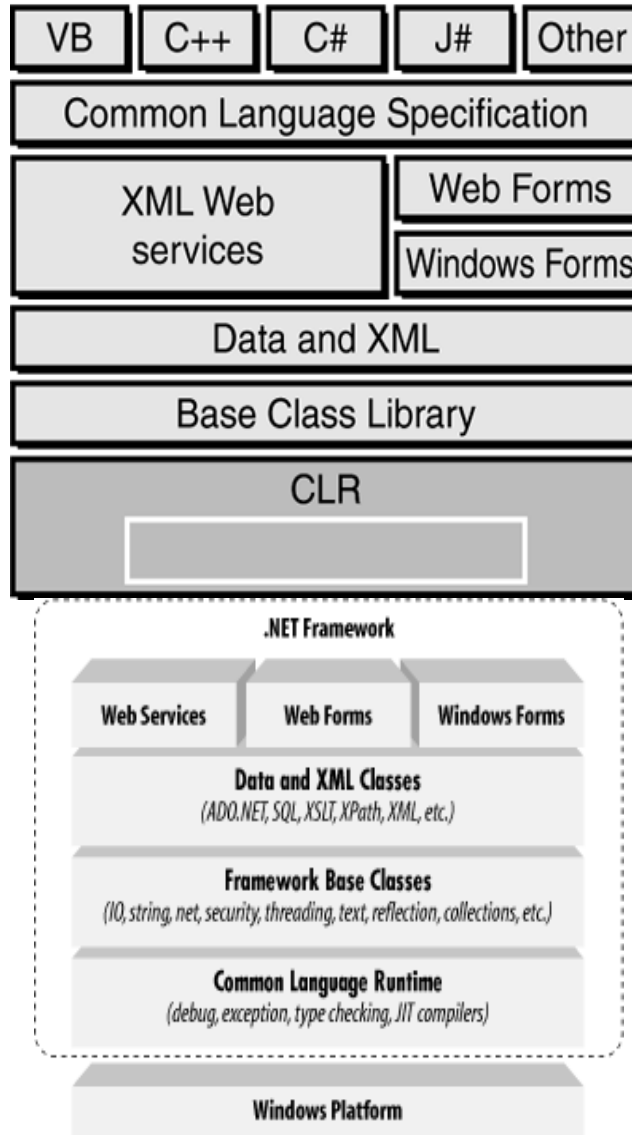 VB C++ C# J# Other
Common Language Specification
XML Web
services
Web Forms
Windows Forms
Data and XML
Base Class Library
CLR
.NET Framework
Web Services Web Forms Windows Forms
Data and XML Classes
(ADO.NET, SQL, XSLT, XPath, XML, etc.)
Framework Base Classes
(IO, string, net, security, threading, text, reflection, collections, etc.)
Common Language Runtime
(debug, exception, type checking, JIT compilers)
Windows Platform